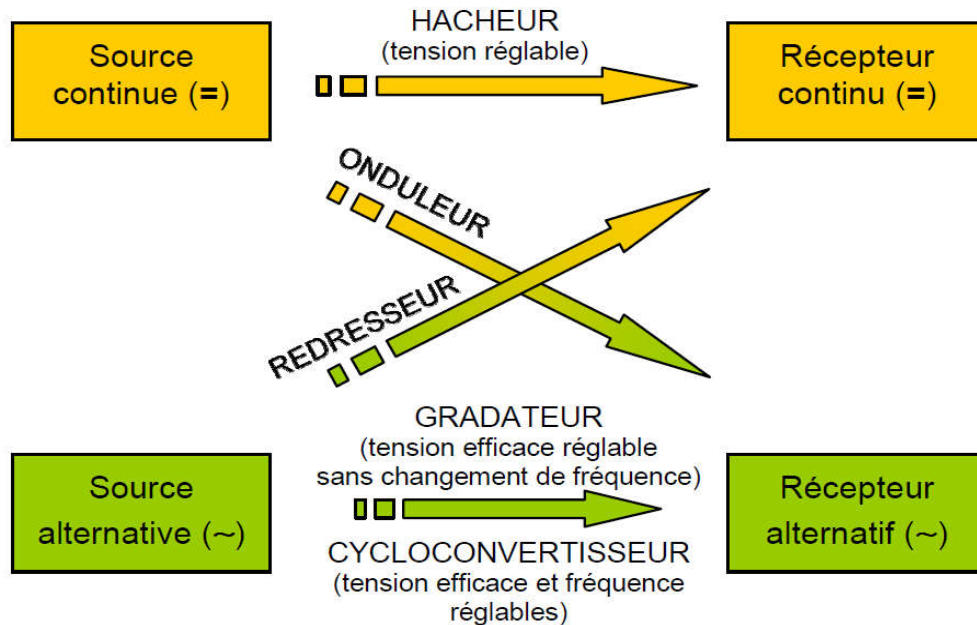 HACHEUR
(tension réglable)
Source
continue (=)
Récepteur
continu (=)
ONDULEUR
REDRESSEUR
GRADATEUR
(tension efficace réglable
sans changement de fréquence)
Source
alternative (~)
Récepteur
alternatif (~)
CYCLOCONVERTISSEUR
(tension efficace et fréquence
réglables)